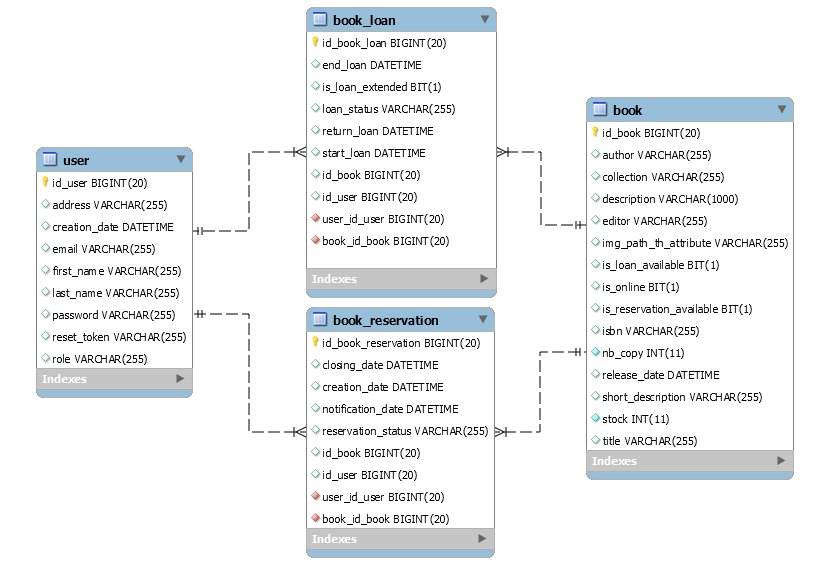 book_loan
id_book_loan BIGINT(20)
end_loan DATETIME
is_loan_extended BIT(1)
loan_status VARCHAR(255)
return_loan DATETIME
start_loan DATETIME
id_book BIGINT(20)
id_user BIGINT(20)
user_id_user BIGINT(20)
book_id_book BIGINT(20)
Indexes
user
id_user BIGINT(20)
address VARCHAR(255)
creation_date DATETIME
email VARCHAR(255)
first_name VARCHAR(255)
last_name VARCHAR(255)
password VARCHAR(255)
reset_token VARCHAR(255)
role VARCHAR(255)
Indexes
book_reservation
id_book_reservation BIGINT(20)
closing_date DATETIME
creation_date DATETIME
notification_date DATETIME
reservation_status VARCHAR(255)
id_book BIGINT(20)
id_user BIGINT(20)
user_id_user BIGINT(20)
book_id_book BIGINT(20)
Indexes
book
id_book BIGINT(20)
author VARCHAR(255)
collection VARCHAR(255)
description VARCHAR(1000)
editor VARCHAR(255)
img_path_th_attribute VARCHAR(255)
is_loan_available BIT(1)
is_online BIT(1)
is_reservation_available BIT(1)
isbn VARCHAR(255)
nb_copy INT(11)
release_date DATETIME
short_description VARCHAR(255)
stock INT(11)
title VARCHAR(255)
Indexes